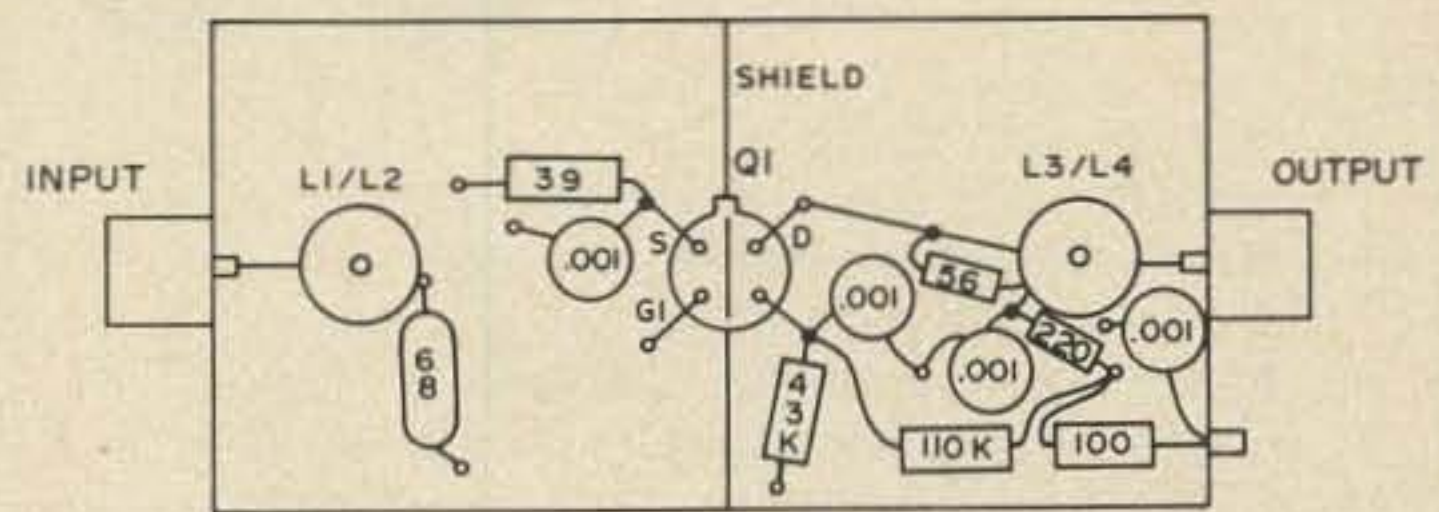 SHIELD
Q1
INPUT
L1/L2
39
L3/L4
OUTPUT
S
D
.001
56
.001
.001
G1
220
.001
68
43K
110K
100